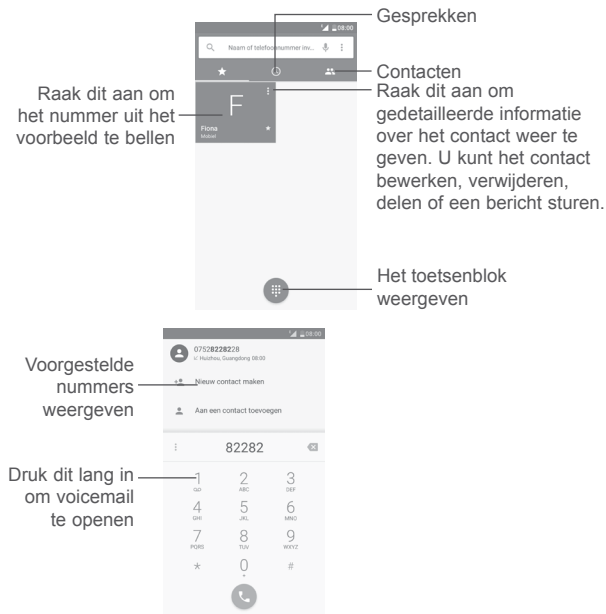 Gesprekken
08:00
Naam of telefoonnummer inv...
Contacten
Raak dit aan om
het nummer uit het
voorbeeld te bellen
F
Fiona
Mobiel
Raak dit aan om
gedetailleerde informatie
over het contact weer te
geven. U kunt het contact
bewerken, verwijderen,
delen of een bericht sturen.
Het toetsenblok
weergeven
08:00
07528228228
Huizhou, Guangdong 08:00
Voorgestelde
nummers
weergeven
Nieuw contact maken
Aan een contact toevoegen
82282
Druk dit lang in
om voicemail
te openen
1 2 3
ABC DEF
4 5 6
GHI JKL MNO
7 8 9
PQRS TUV WXYZ
* 0 #
+